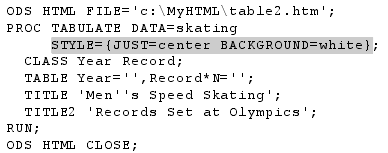 ODS HTML FILE='c:\MyHTML\table2.htm';
PROC TABULATE DATA=skating
STYLE={JUST=center BACKGROUND=white};
CLASS Year Record;
TABLE Year='',Record*N='';
TITLE 'Men''s Speed Skating';
TITLE2 'Records Set at Olympics';
RUN;
ODS HTML CLOSE;